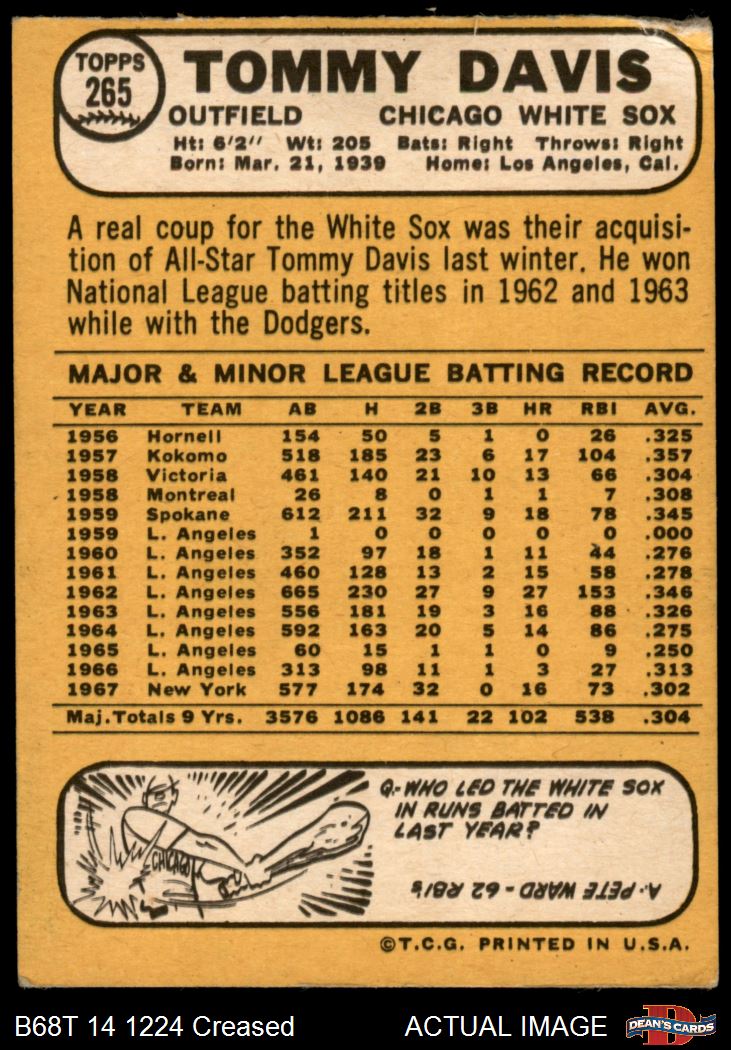 TOPPS
265
TOMMY DAVIS
OUTFIELD CHICAGO WHITE SOX
Ht: 6'2" Wt: 205 Bats: Right Throws: Right
Born: Mar. 21, 1939 Home: Los Angeles, Cal.
A real coup for the White Sox was their acquisi-
tion of All-Star Tommy Davis last winter. He won
National League batting titles in 1962 and 1963
while with the Dodgers.
MAJOR & MINOR LEAGUE BATTING RECORD
YEAR TEAM AB H 2B 3B HR RBI AVG.
1956 Hornell 154 50 5 1 0 26 .325
1957 Kokomo 518 185 23 6 17 104 .357
1958 Victoria 461 140 21 10 13 66 .304
1958 Montreal 26 8 0 1 1 7 .308
1959 Spokane 612 211 32 9 18 78 .345
1959 L. Angeles 1 0 0 0 0 0 .000
1960 L. Angeles 352 97 18 1 11 44 .276
1961 L. Angeles 460 128 13 2 15 58 .278
1962 L. Angeles 665 230 27 9 27 153 .346
1963 L. Angeles 556 181 19 3 16 88 .326
1964 L. Angeles 592 163 20 5 14 86 .275
1965 L. Angeles 60 15 1 1 0 9 .250
1966 L. Angeles 313 98 11 1 3 27 .313
1967 New York 577 174 32 0 16 73 .302
Maj.Totals 9 Yrs. 3576 1086 141 22 102 538 .304
CHICAGO
Q.-WHO LED THE WHITE SOX
IN RUNS BATTED IN
LAST YEAR?
A. PETE WARD - 62 RBI's
©T.C.G. PRINTED IN U.S.A.
B68T 14 1224 Creased ACTUAL IMAGE
DEAN'S CARDS